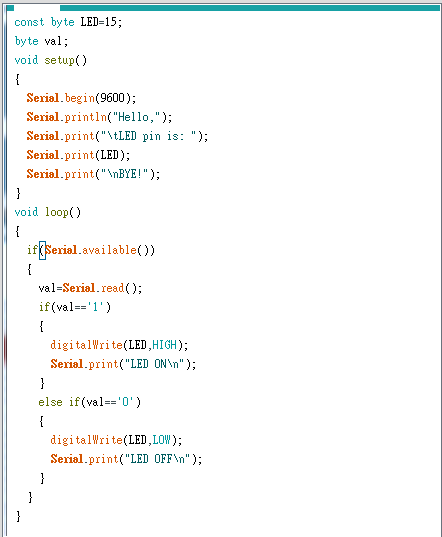 const byte LED=15;
byte val;
void setup()
{
  Serial.begin(9600);
  Serial.println("Hello,");
  Serial.print("\tLED pin is: ");
  Serial.print(LED);
  Serial.print("\nBYE!");
}
void loop()
{
  if(Serial.available())
  {
    val=Serial.read();
    if(val=='1')
    {
      digitalWrite(LED,HIGH);
      Serial.print("LED ON\n");
    }
    else if(val=='0')
    {
      digitalWrite(LED,LOW);
      Serial.print("LED OFF\n");
    }
  }
}